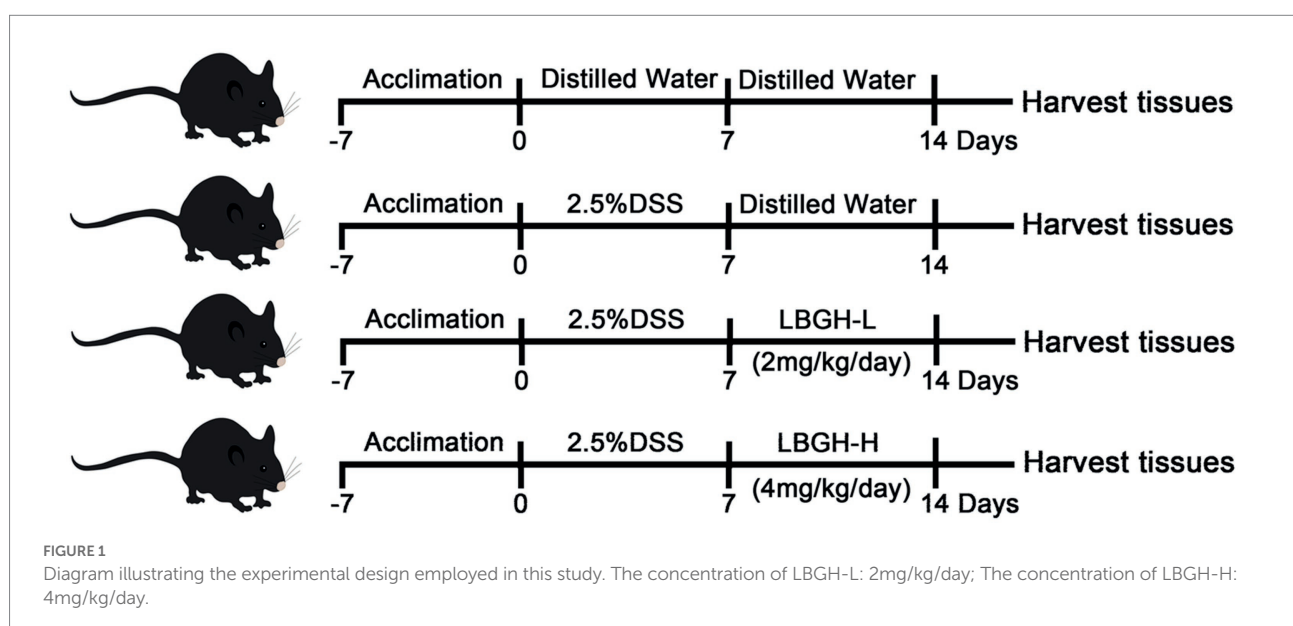 Acclimation Distilled Water Distilled Water
Harvest tissues
-7 0 7 14 Days
Acclimation 2.5%DSS Distilled Water
Harvest tissues
-7 0 7 14
Acclimation 2.5%DSS LBGH-L
Harvest tissues
(2mg/kg/day)
-7 0 7 14 Days
Acclimation 2.5%DSS LBGH-H
Harvest tissues
(4mg/kg/day)
-7 0 7 14 Days
FIGURE 1
Diagram illustrating the experimental design employed in this study. The concentration of LBGH-L: 2mg/kg/day; The concentration of LBGH-H:
4mg/kg/day.